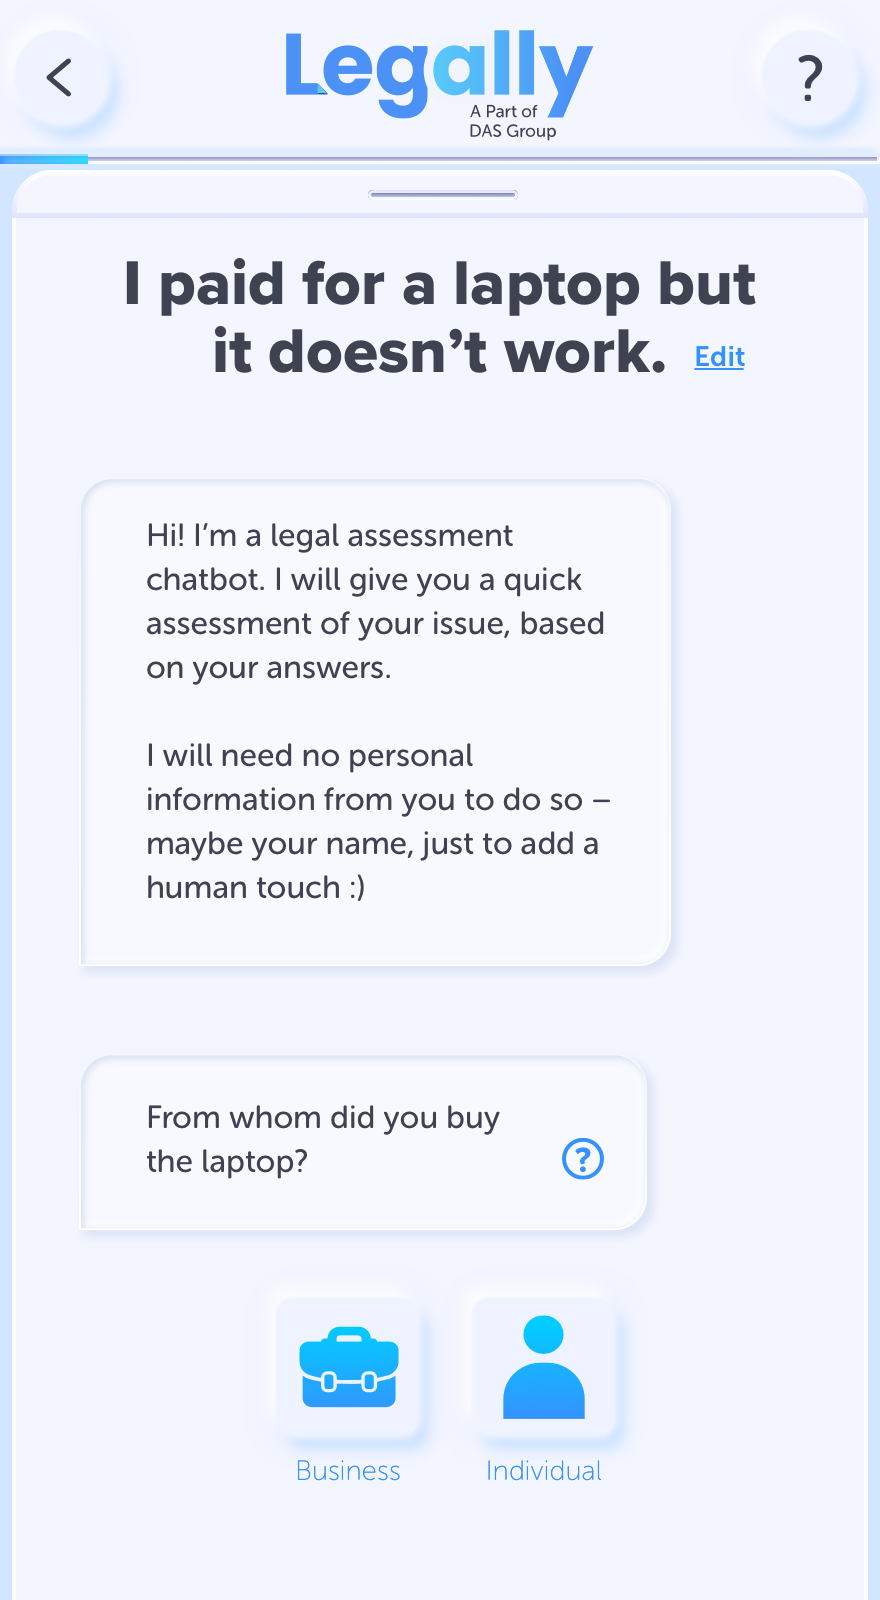 Legally
A Part of
DAS Group
?
I paid for a laptop but
it doesn’t work. Edit
Hi! I’m a legal assessment
chatbot. I will give you a quick
assessment of your issue, based
on your answers.
I will need no personal
information from you to do so –
maybe your name, just to add a
human touch :)
From whom did you buy
the laptop?
?
Business
Individual